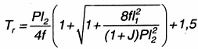 T_r = \frac{Pl_2}{4f} \left( 1 + \sqrt{1 + \frac{8fl_1^2}{(1+J)Pl_2^2}} \right) + 1,5